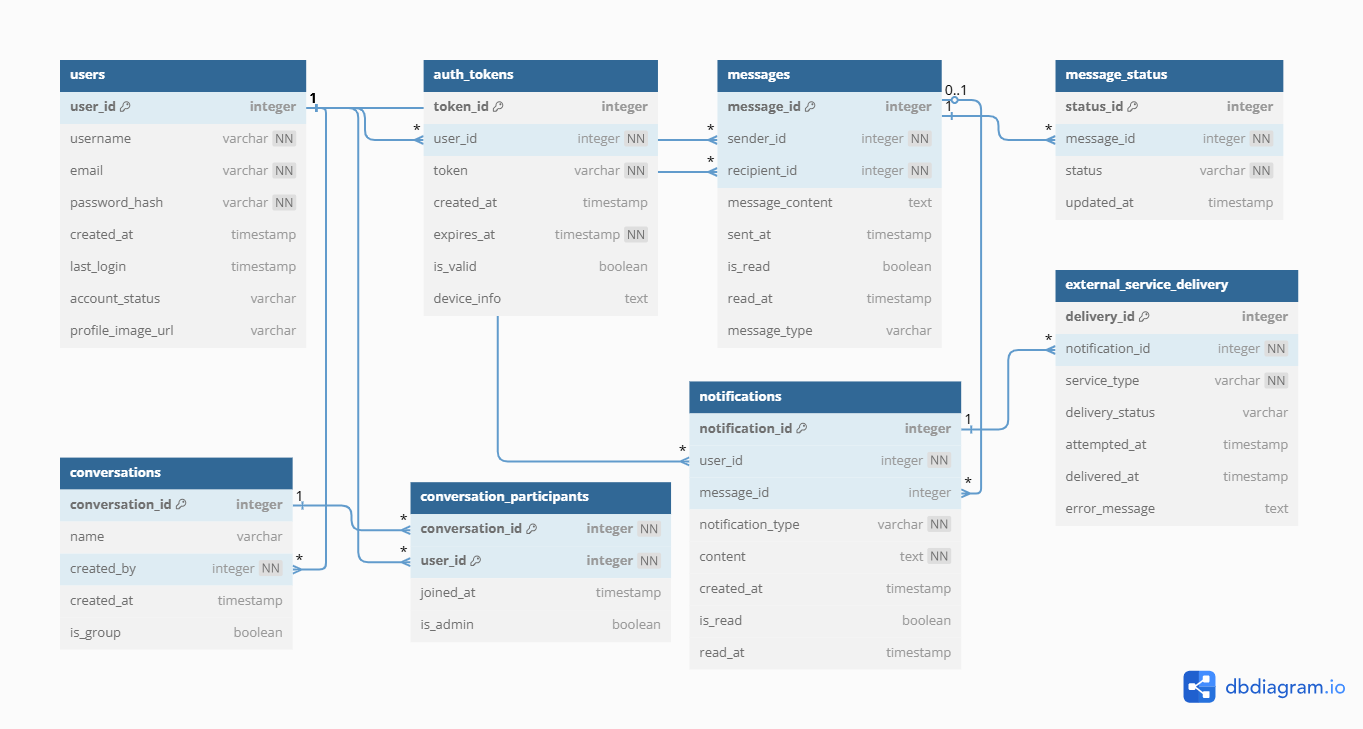 users
user_id integer
username varchar NN
email varchar NN
password_hash varchar NN
created_at timestamp
last_login timestamp
account_status varchar
profile_image_url varchar
1
auth_tokens
token_id integer
* user_id integer NN
token varchar NN
created_at timestamp
expires_at timestamp NN
is_valid boolean
device_info text
messages
message_id integer
* sender_id integer NN
* recipient_id integer NN
message_content text
sent_at timestamp
is_read boolean
read_at timestamp
message_type varchar
0..1
1
message_status
status_id integer
* message_id integer NN
status varchar NN
updated_at timestamp
external_service_delivery
delivery_id integer
* notification_id integer NN
service_type varchar NN
delivery_status varchar
attempted_at timestamp
delivered_at timestamp
error_message text
notifications
notification_id integer 1
* user_id integer NN
message_id integer *
notification_type varchar NN
content text NN
created_at timestamp
is_read boolean
read_at timestamp
conversations
conversation_id integer 1
name varchar
created_by integer NN *
created_at timestamp
is_group boolean
conversation_participants
* conversation_id integer NN
* user_id integer NN
joined_at timestamp
is_admin boolean
dbdiagram.io